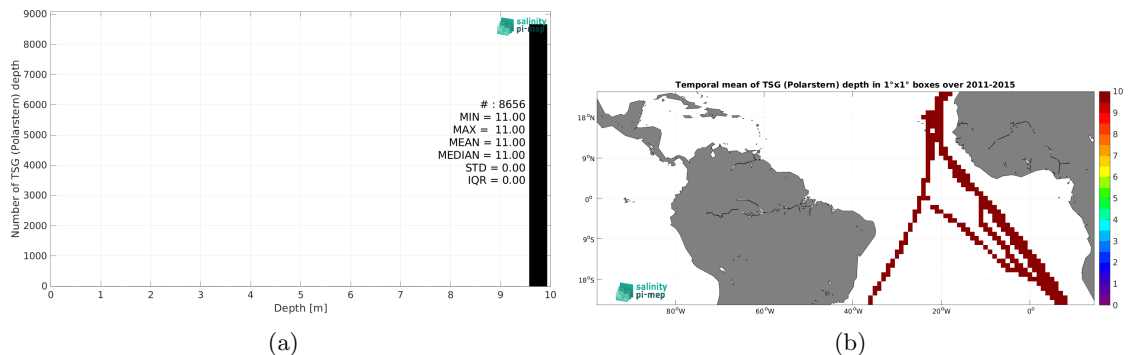 9000
8000
7000
6000
5000
4000
3000
2000
1000
0
Number of TSG (Polarstern) depth
salinity
pi-mep
# : 8656
MIN = 11.00
MAX = 11.00
MEAN = 11.00
MEDIAN = 11.00
STD = 0.00
IQR = 0.00
0 1 2 3 4 5 6 7 8 9 10
Depth [m]
(a)
Temporal mean of TSG (Polarstern) depth in 1°x1° boxes over 2011-2015
18°N
9°N
0°
9°S
18°S
salinity
pi-mep
80°W 60°W 40°W 20°W 0°
10
9
8
7
6
5
4
3
2
1
0
(b)